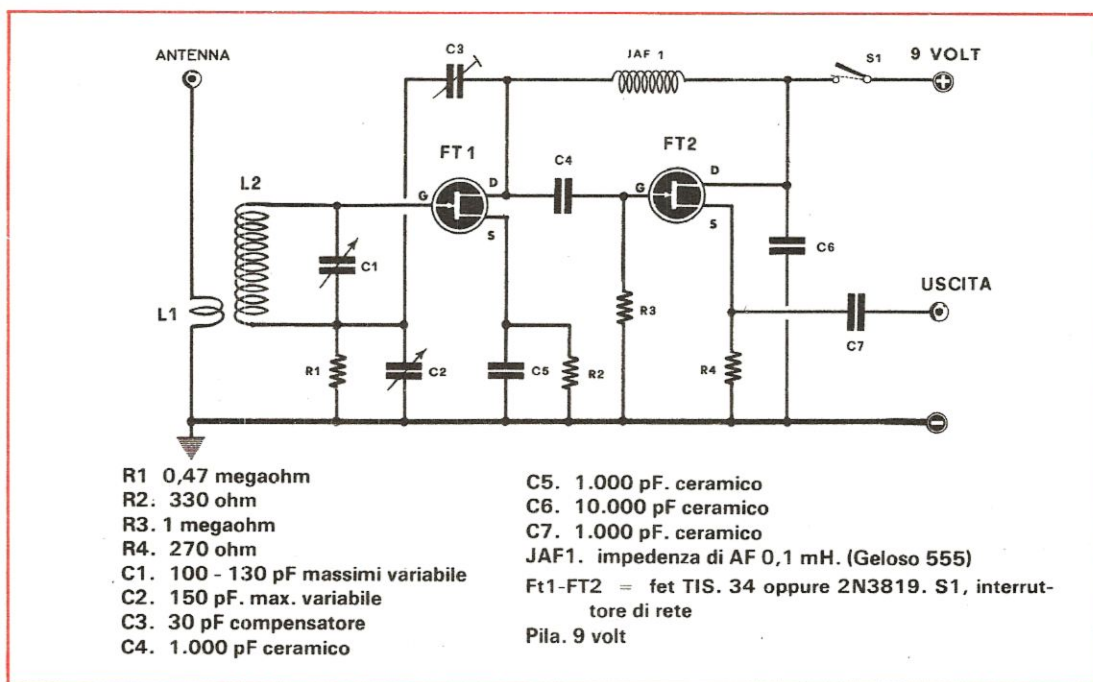 ANTENNA
C3
JAF 1
S1
9 VOLT
+
FT1
C4
FT2
L2
G
D
S
G
D
S
C1
C6
L1
R3
USCITA
R1
C2
C5
R2
R4
C7
-
R1 0,47 megaohm
R2. 330 ohm
R3. 1 megaohm
R4. 270 ohm
C1. 100 - 130 pF massimi variabile
C2. 150 pF. max. variabile
C3. 30 pF compensatore
C4. 1.000 pF ceramico
C5. 1.000 pF. ceramico
C6. 10.000 pF ceramico
C7. 1.000 pF. ceramico
JAF1. impedenza di AF 0,1 mH. (Geloso 555)
Ft1-FT2 = fet TIS. 34 oppure 2N3819. S1, interrut-
tore di rete
Pila. 9 volt